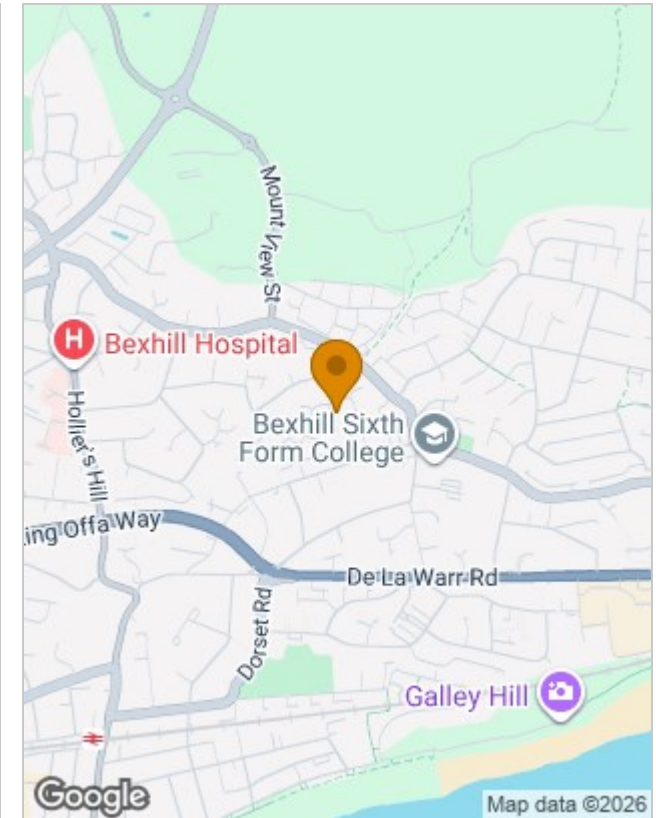 Mount View St
H
Bexhill Hospital
Bexhill Sixth
Form College
Hollier's Hill
ing Offa Way
De La Warr Rd
Dorset Rd
Galley Hill
Google
Map data ©2026